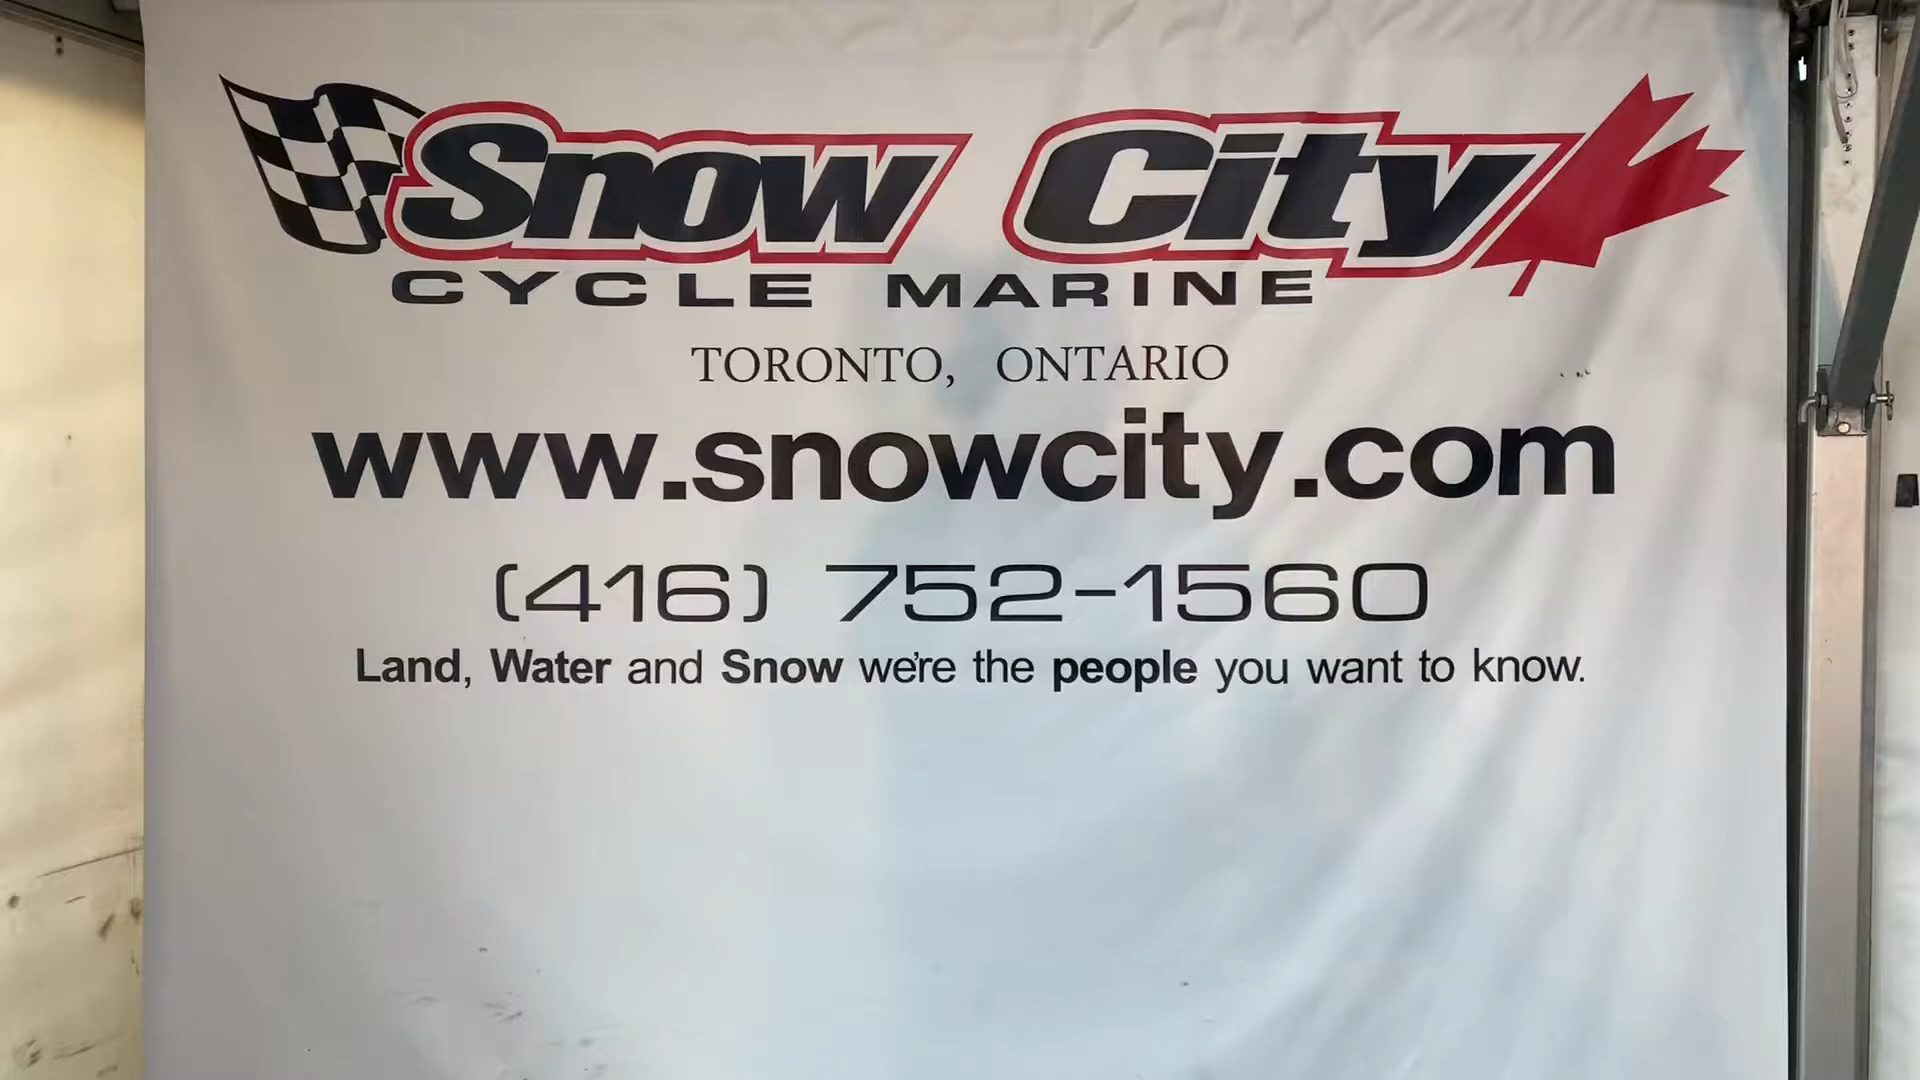 Snow City
CYCLE MARINE
TORONTO, ONTARIO
www.snowcity.com
(416) 752-1560
Land, Water and Snow we're the people you want to know.